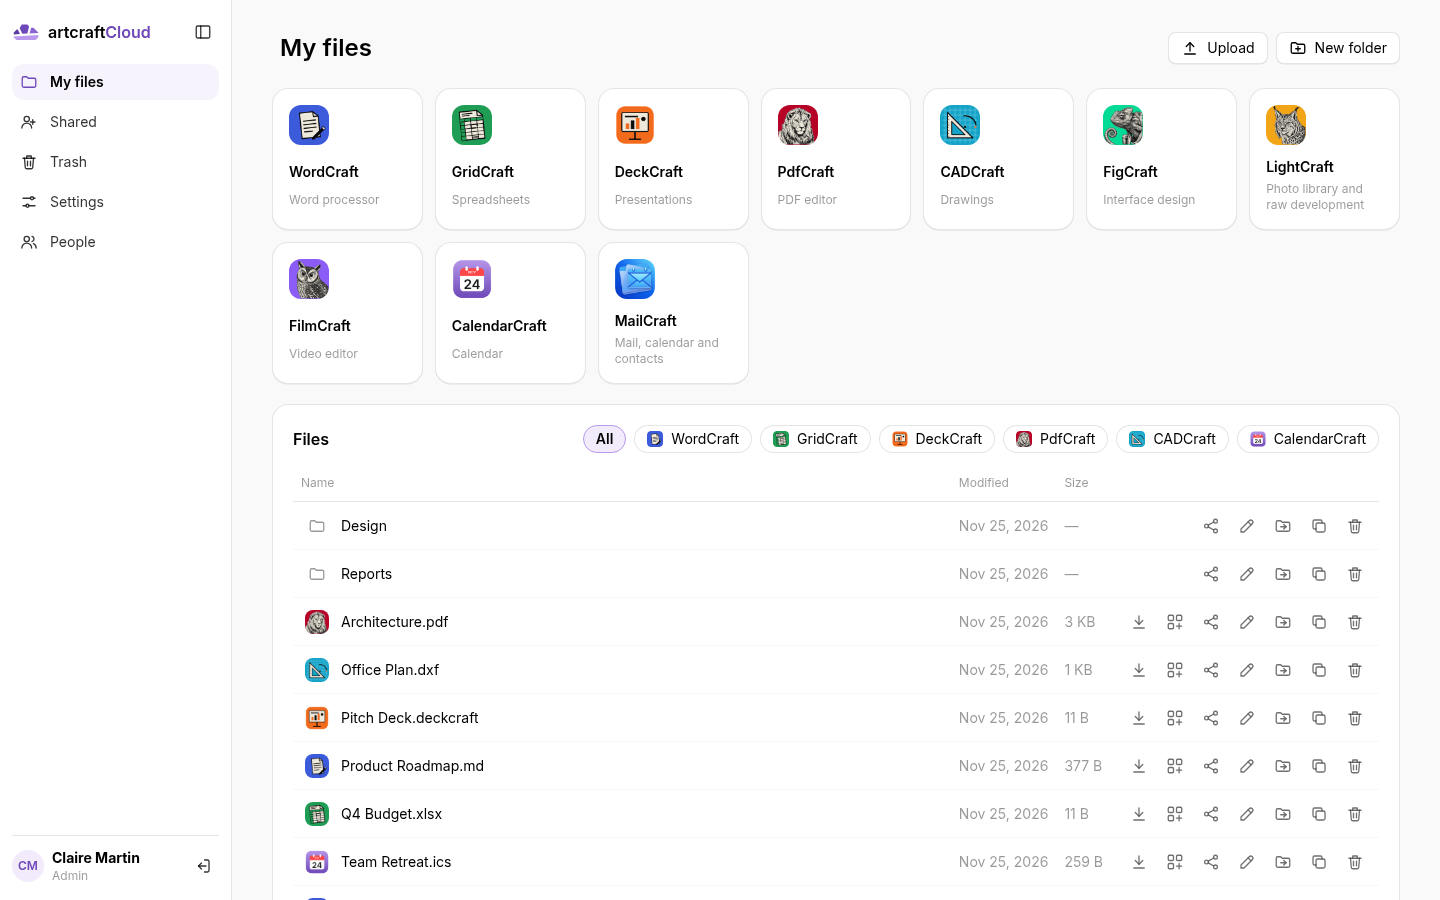 artcraftCloud
My files
Shared
Trash
Settings
People
Claire Martin
CM
Admin
My files
Upload
New folder
WordCraft
Word processor
GridCraft
Spreadsheets
DeckCraft
Presentations
PdfCraft
PDF editor
CADCraft
Drawings
FigCraft
Interface design
LightCraft
Photo library and
raw development
FilmCraft
Video editor
24
CalendarCraft
Calendar
MailCraft
Mail, calendar and
contacts
Files
All
WordCraft
GridCraft
DeckCraft
PdfCraft
CADCraft
24
CalendarCraft
Name Modified Size
Design Nov 25, 2026 —
Reports Nov 25, 2026 —
Architecture.pdf Nov 25, 2026 3 KB
Office Plan.dxf Nov 25, 2026 1 KB
Pitch Deck.deckcraft Nov 25, 2026 11 B
Product Roadmap.md Nov 25, 2026 377 B
Q4 Budget.xlsx Nov 25, 2026 11 B
24 Team Retreat.ics Nov 25, 2026 259 B